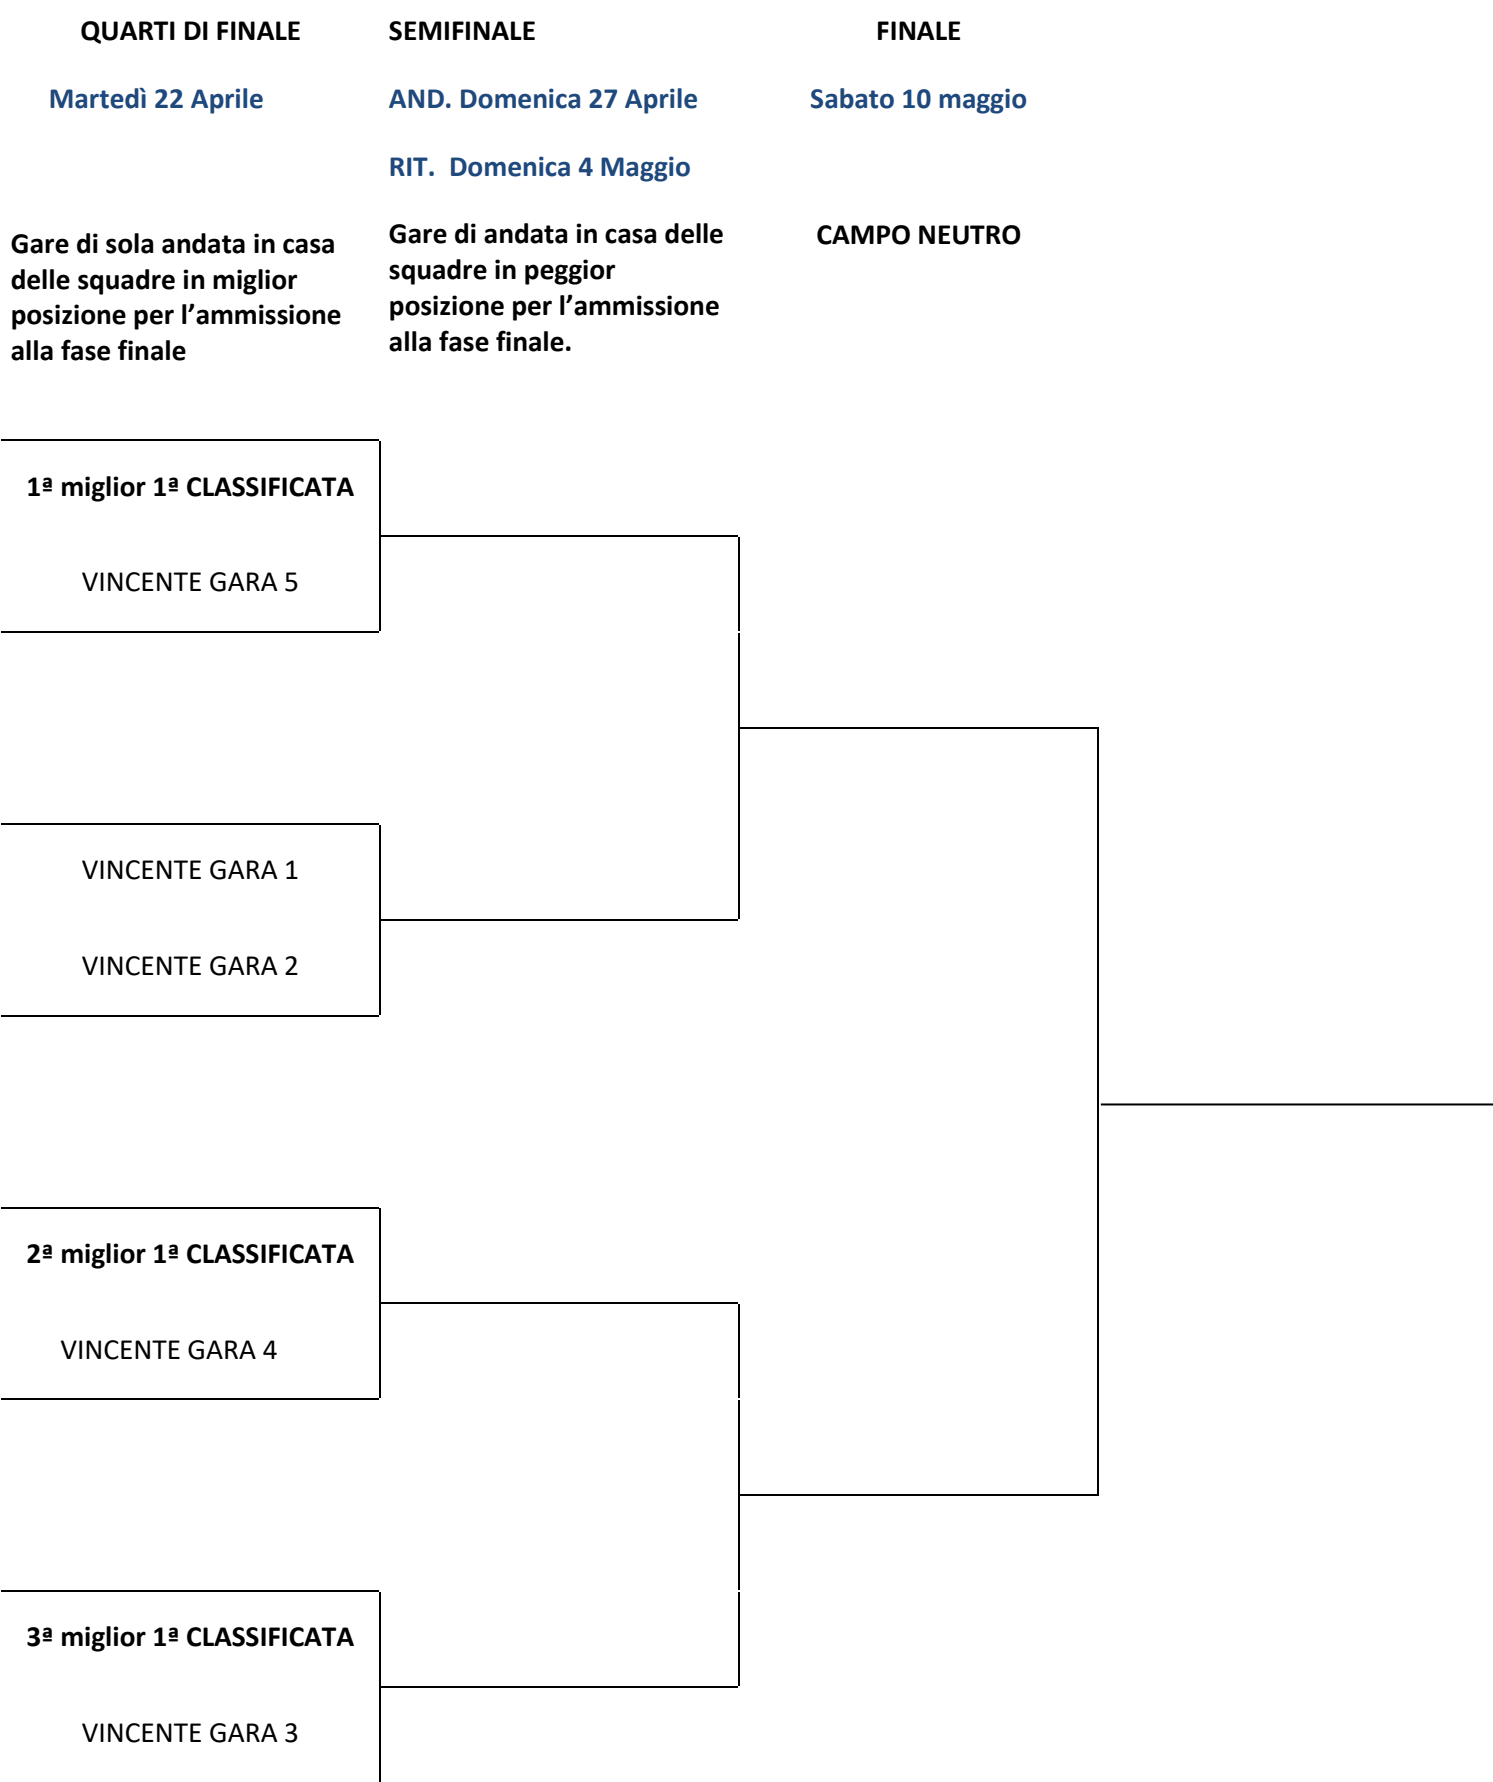 QUARTI DI FINALE
SEMIFINALE
FINALE
Martedì 22 Aprile
AND. Domenica 27 Aprile
Sabato 10 maggio
RIT.  Domenica 4 Maggio
Gare di sola andata in casa
delle squadre in miglior
posizione per l’ammissione
alla fase finale
Gare di andata in casa delle
squadre in peggior
posizione per l’ammissione
alla fase finale.
CAMPO NEUTRO
1ª miglior 1ª CLASSIFICATA
VINCENTE GARA 5
VINCENTE GARA 1
VINCENTE GARA 2
2ª miglior 1ª CLASSIFICATA
VINCENTE GARA 4
3ª miglior 1ª CLASSIFICATA
VINCENTE GARA 3